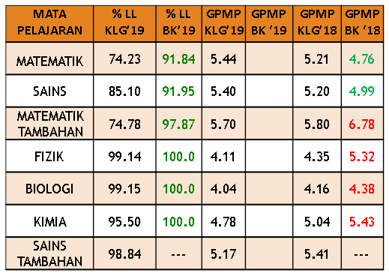 MATA PELAJARAN | % LL KLG'19 | % LL BK '19 | GPMP KLG'19 | GPMP BK '19 | GPMP KLG'18 | GPMP BK '18
MATEMATIK | 74.23 | 91.84 | 5.44 | | 5.21 | 4.76
SAINS | 85.10 | 91.95 | 5.40 | | 5.20 | 4.99
MATEMATIK TAMBAHAN | 74.78 | 97.87 | 5.70 | | 5.80 | 6.78
FIZIK | 99.14 | 100.0 | 4.11 | | 4.35 | 5.32
BIOLOGI | 99.15 | 100.0 | 4.04 | | 4.16 | 4.38
KIMIA | 95.50 | 100.0 | 4.78 | | 5.04 | 5.43
SAINS TAMBAHAN | 98.84 | --- | 5.17 | | 5.41 | ---